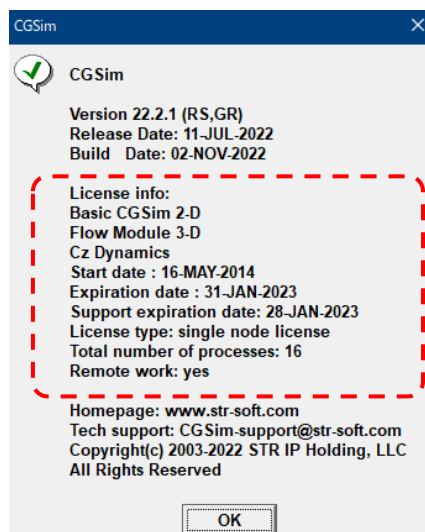 CGSim
CGSim
Version 22.2.1 (RS,GR)
Release Date: 11-JUL-2022
Build Date: 02-NOV-2022
License info:
Basic CGSim 2-D
Flow Module 3-D
Cz Dynamics
Start date : 16-MAY-2014
Expiration date : 31-JAN-2023
Support expiration date: 28-JAN-2023
License type: single node license
Total number of processes: 16
Remote work: yes
Homepage: www.str-soft.com
Tech support: CGSim-support@str-soft.com
Copyright(c) 2003-2022 STR IP Holding, LLC
All Rights Reserved
OK